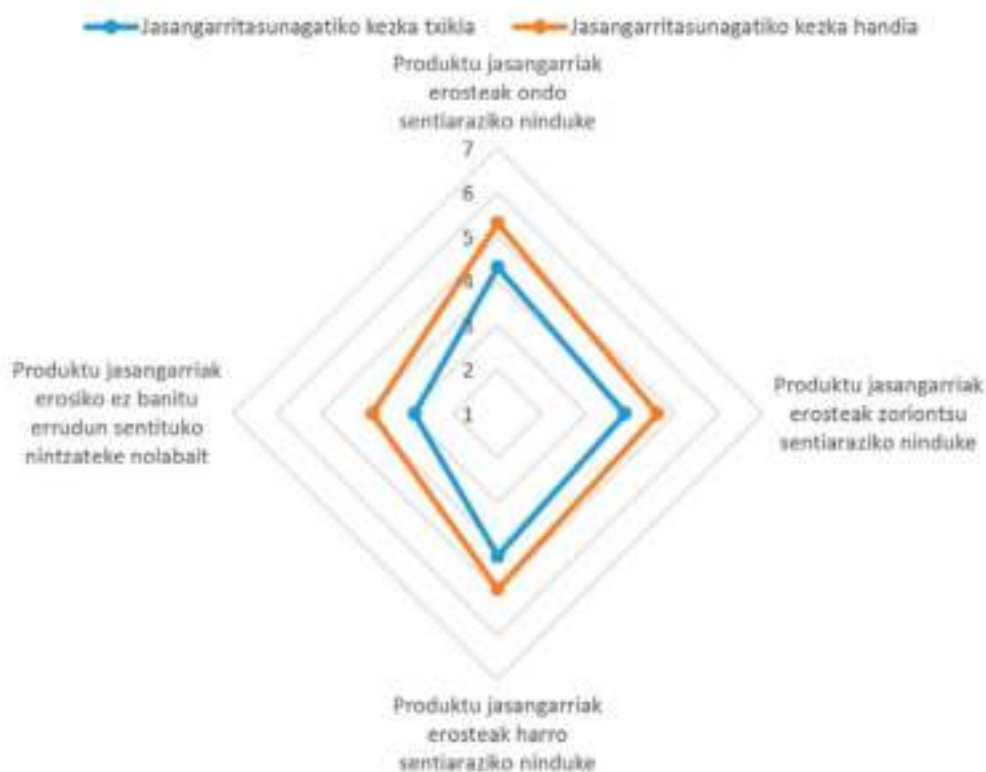 Jasangarritasunagatiko kezka txikia Jasangarritasunagatiko kezka handia
Produktu jasangarriak
erosteak ondo
sentiaraziko ninduke
7
6
5
4
3
2
1
Produktu jasangarriak
erosiko ez banitu
errudun sentituko
nintzateke nolabait
Produktu jasangarriak
erosteak zoriontsu
sentiaraziko ninduke
Produktu jasangarriak
erosteak harro
sentiaraziko ninduke